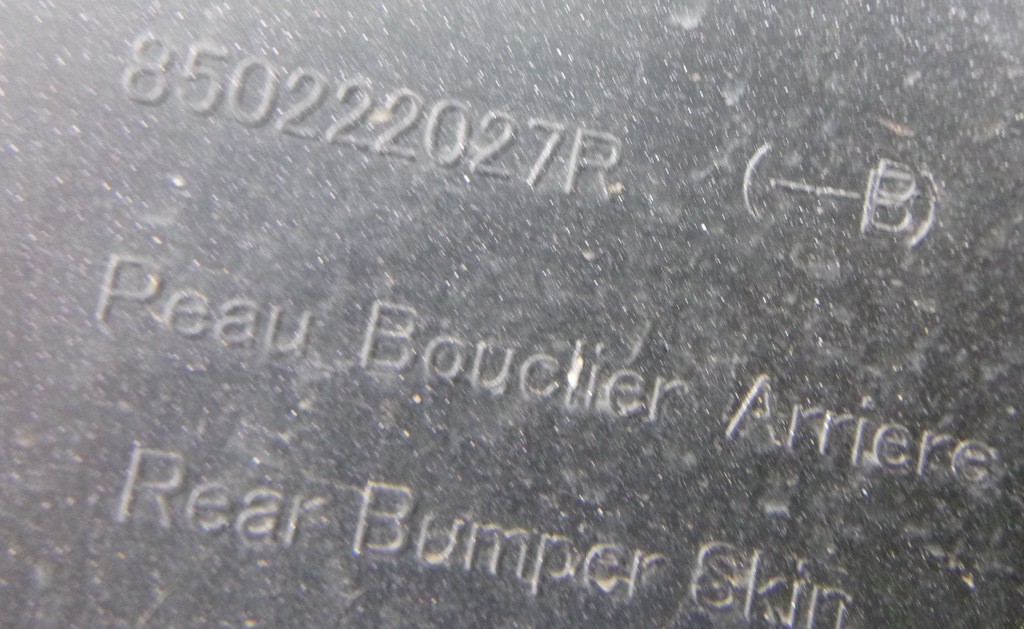 850222027R (—B)
Peau Bouclier Arriere
Rear Bumper Skin